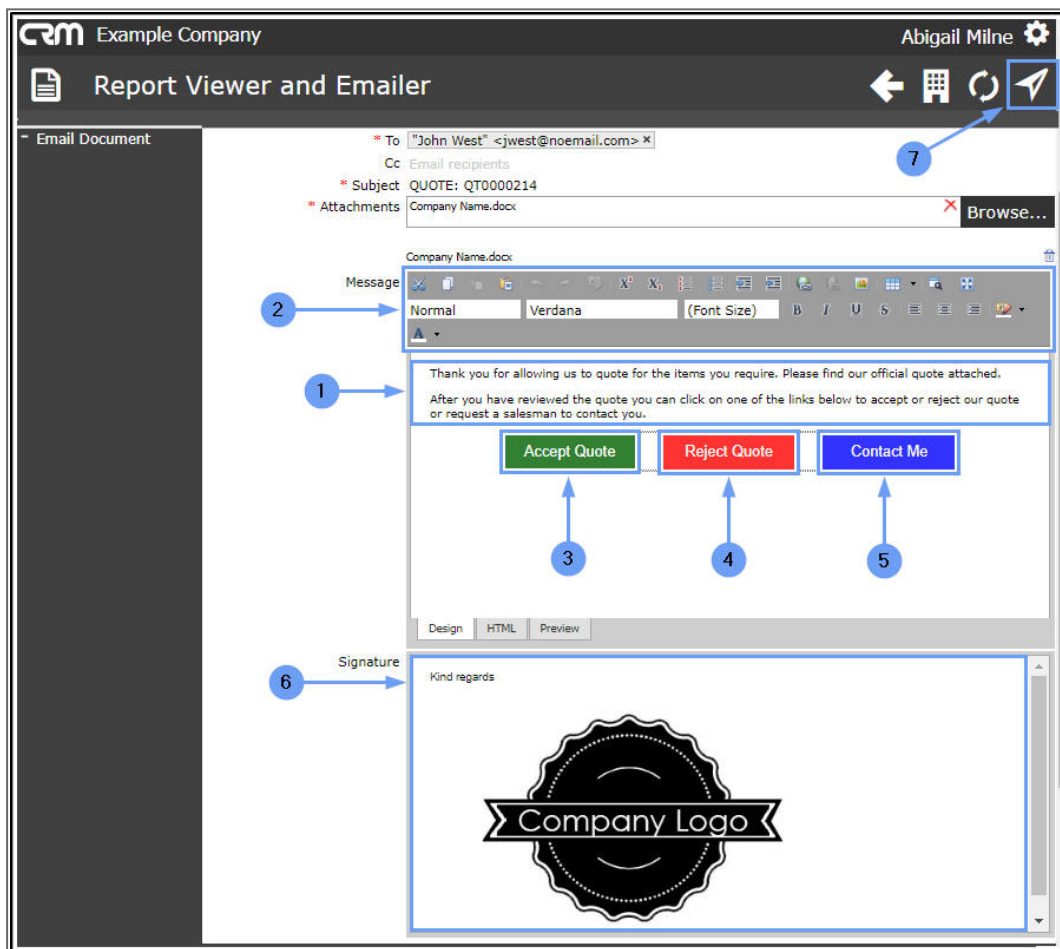 CRM Example Company Abigail Milne
Report Viewer and Emailer
7
- Email Document
* To "John West" <jwest@noemail.com> ×
Cc Email recipients
* Subject QUOTE: QT0000214
* Attachments Company Name.docx × Browse...
Company Name.docx
Message
2
X² X₂
Normal Verdana (Font Size) B I U S
A
1
Thank you for allowing us to quote for the items you require. Please find our official quote attached.
After you have reviewed the quote you can click on one of the links below to accept or reject our quote
or request a salesman to contact you.
Accept Quote Reject Quote Contact Me
3 4 5
Design HTML Preview
Signature
6
Kind regards
Company Logo